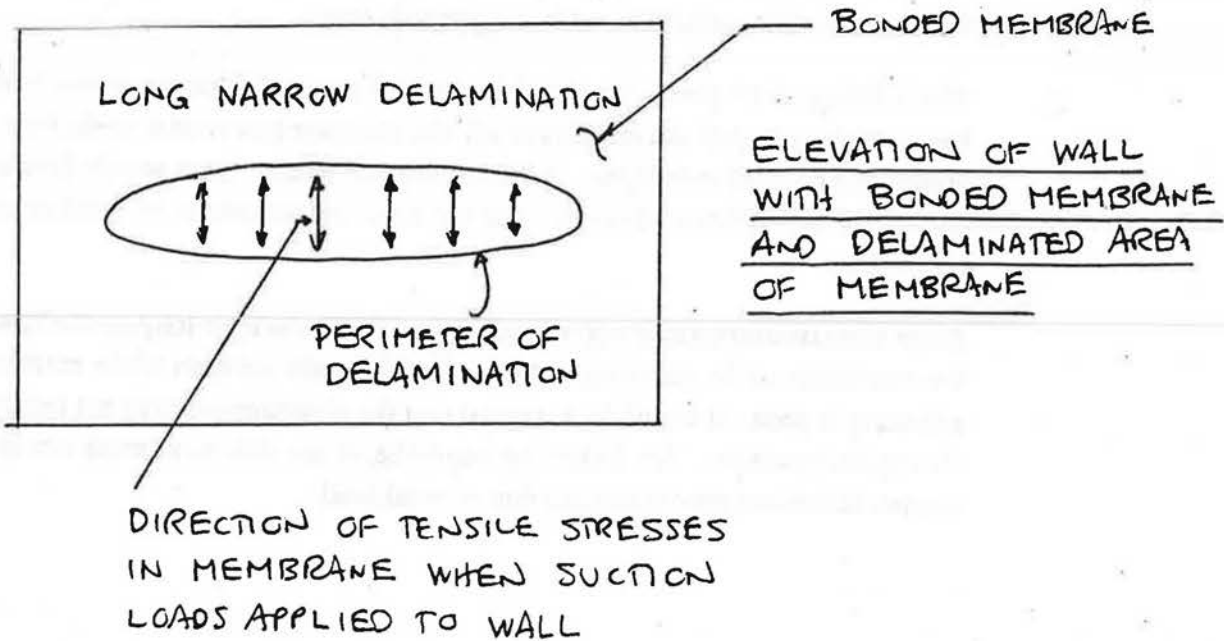 BONDED MEMBRANE
LONG NARROW DELAMINATION
ELEVATION OF WALL
WITH BONDED MEMBRANE
AND DELAMINATED AREA
OF MEMBRANE
PERIMETER OF
DELAMINATION
DIRECTION OF TENSILE STRESSES
IN MEMBRANE WHEN SUCTION
LOADS APPLIED TO WALL